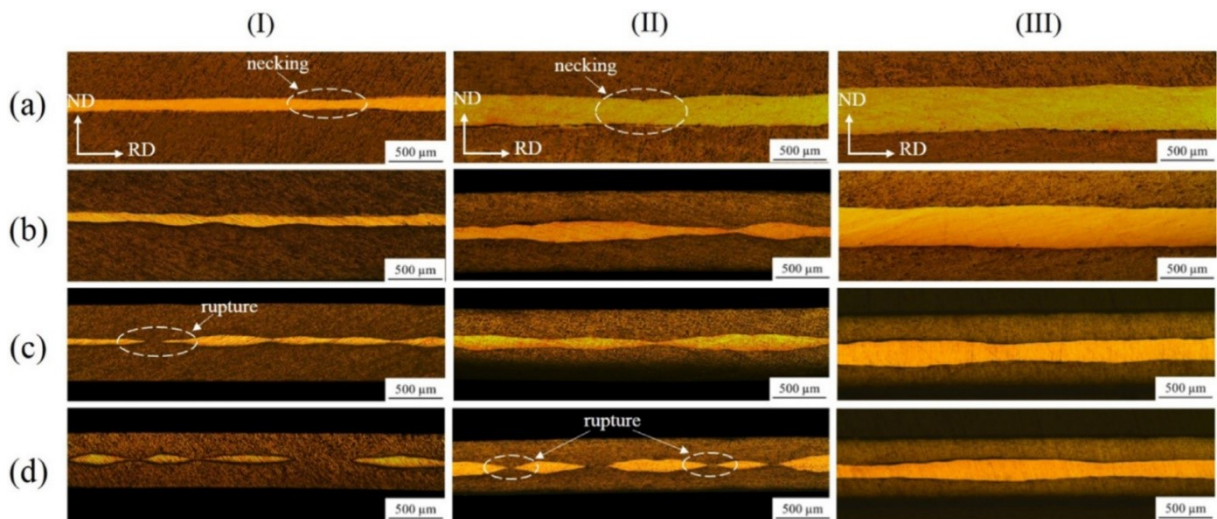 (I) (II) (III)
(a) ND necking RD 500 μm ND necking RD 500 μm ND RD 500 μm
(b) 500 μm 500 μm 500 μm
(c) rupture 500 μm 500 μm 500 μm
(d) 500 μm rupture 500 μm 500 μm